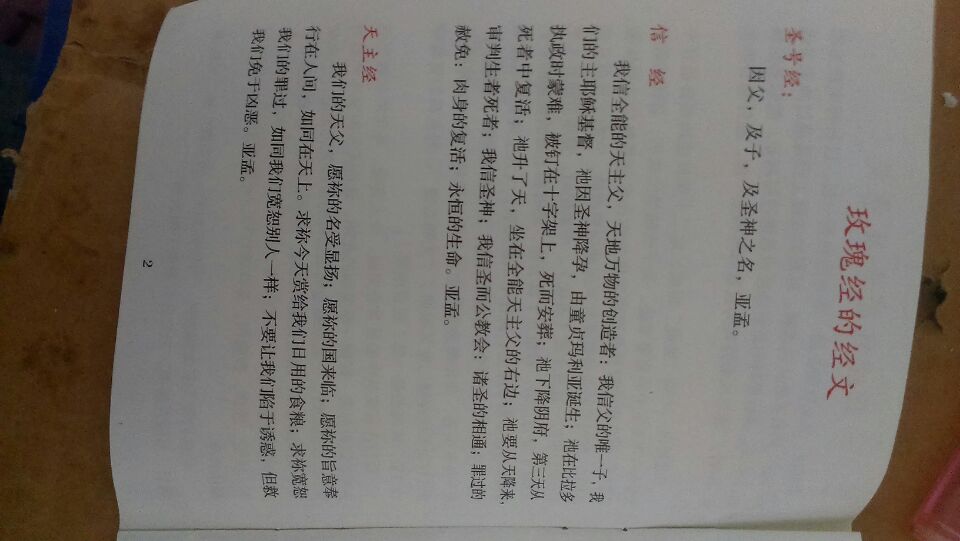 玫瑰经的经文
圣号经：
因父，及子，及圣神之名，亚孟。
信 经
我信全能的天主父，天地万物的创造者；我信父的唯一子，我
们的主耶稣基督，祂因圣神降孕，由童贞玛利亚诞生；祂在比拉多
执政时蒙难，被钉在十字架上，死而安葬；祂下降阴府，第三天从
死者中复活；祂升了天，坐在全能天主父的右边；祂要从天降来，
审判生者死者；我信圣神；我信圣而公教会；诸圣的相通；罪过的
赦免；肉身的复活；永恒的生命。亚孟。
天主经
我们的天父，愿祢的名受显扬；愿祢的国来临；愿祢的旨意奉
行在人间，如同在天上。求祢今天赏给我们日用的食粮；求祢宽恕
我们的罪过，如同我们宽恕别人一样；不要让我们陷于诱惑，但救
我们免于凶恶。亚孟。
2